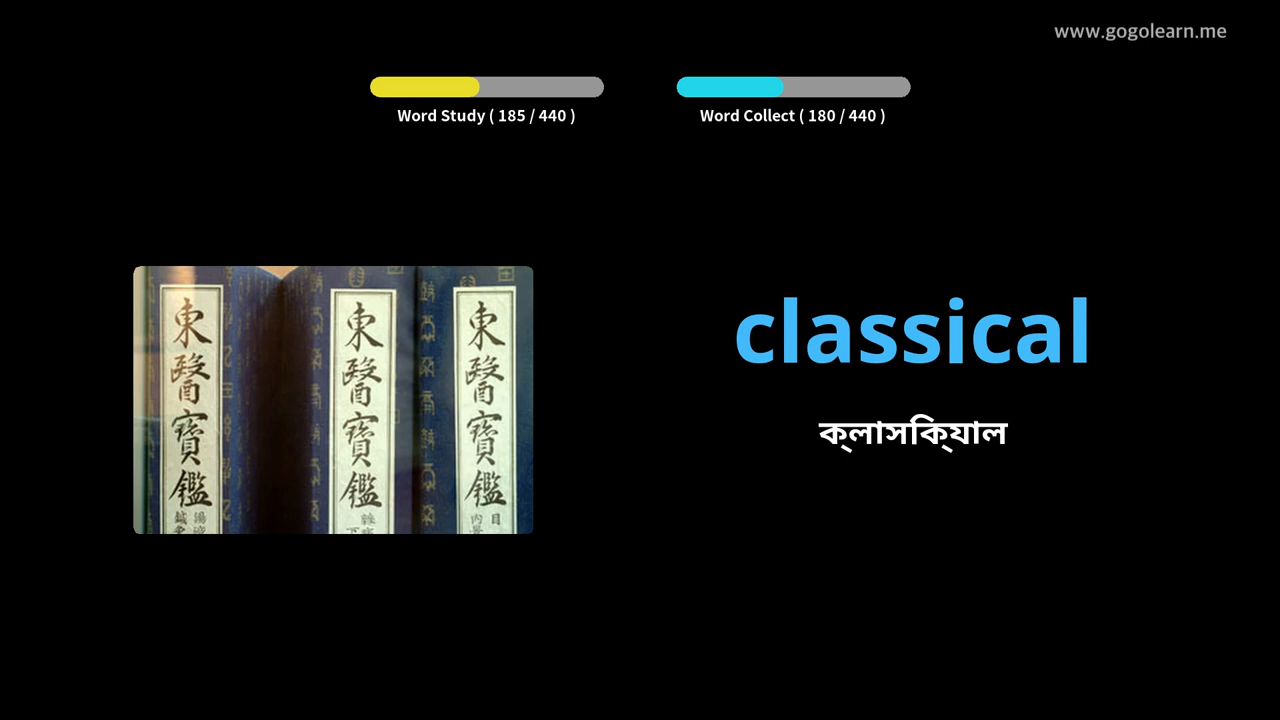 www.gogolearn.me
Word Study ( 185 / 440 )
Word Collect ( 180 / 440 )
東醫寶鑑
東醫寶鑑
東醫寶鑑
目
classical
ক্লাসিক্যাল